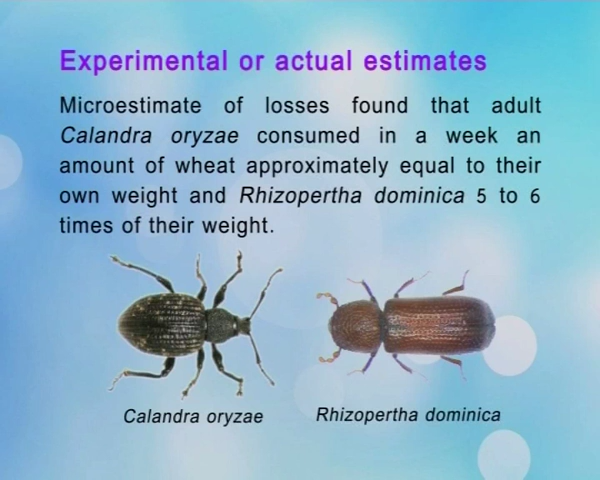 Experimental or actual estimates
Microestimate of losses found that adult
Calandra oryzae consumed in a week an
amount of wheat approximately equal to their
own weight and Rhizopertha dominica 5 to 6
times of their weight.
Calandra oryzae
Rhizopertha dominica